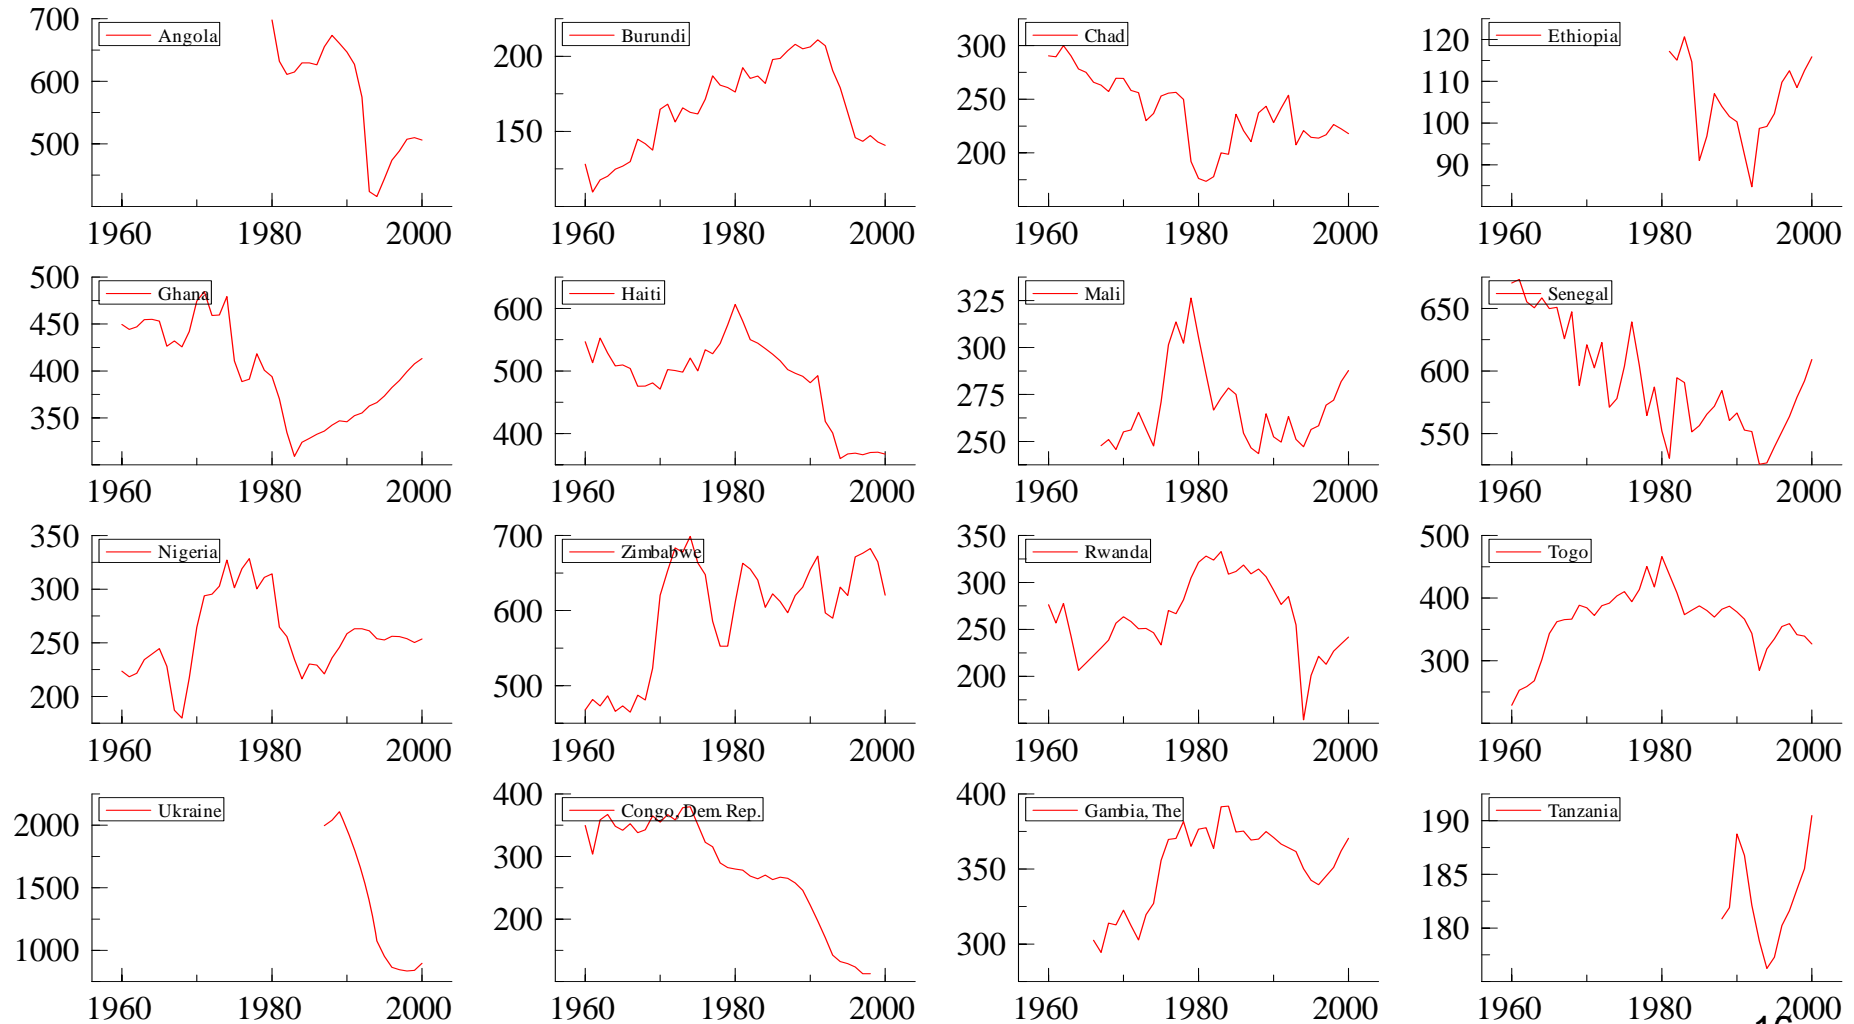 700 Angola
600
500
1960 1980 2000
200 Burundi
150
1960 1980 2000
300 Chad
250
200
1960 1980 2000
120 Ethiopia
110
100
90
1960 1980 2000
500 Ghana
450
400
350
1960 1980 2000
600 Haiti
500
400
1960 1980 2000
325 Mali
300
275
250
1960 1980 2000
650 Senegal
600
550
1960 1980 2000
350 Nigeria
300
250
200
1960 1980 2000
700 Zimbabwe
600
500
1960 1980 2000
350 Rwanda
300
250
200
1960 1980 2000
500 Togo
400
300
1960 1980 2000
2000 Ukraine
1500
1000
1960 1980 2000
400 Congo, Dem. Rep.
300
200
1960 1980 2000
400 Gambia, The
350
300
1960 1980 2000
190 Tanzania
185
180
1960 1980 2000